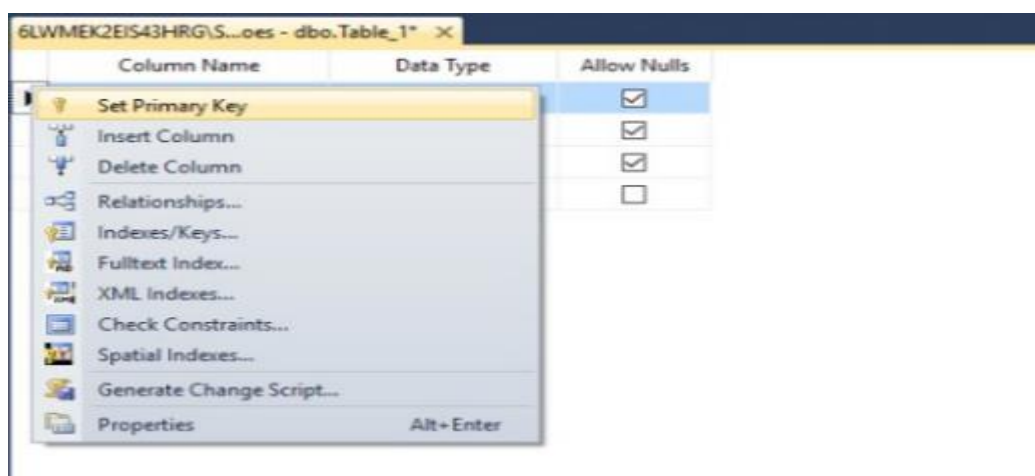 6LWMEK2EIS43HRG\S...oes - dbo.Table_1* ×
Column Name Data Type Allow Nulls
Set Primary Key
Insert Column
Delete Column
Relationships...
Indexes/Keys...
Fulltext Index...
XML Indexes...
Check Constraints...
Spatial Indexes...
Generate Change Script...
Properties Alt+Enter